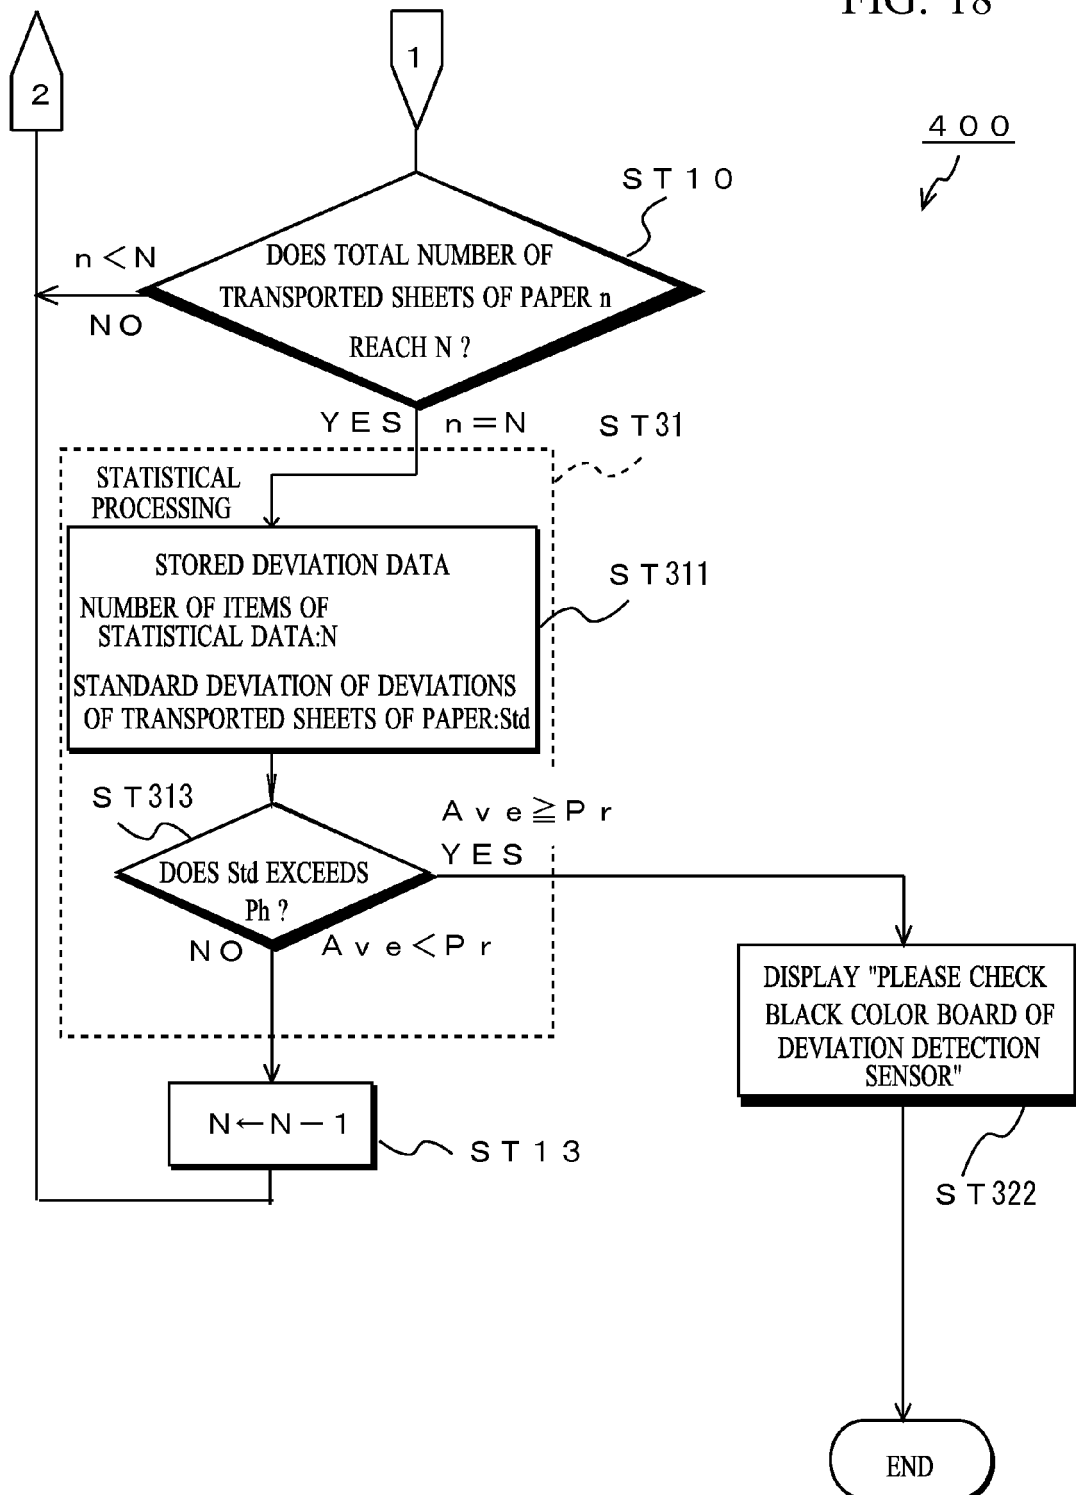 FIG. 18
1
2
400
ST10
n<N
DOES TOTAL NUMBER OF
TRANSPORTED SHEETS OF PAPER n
REACH N ?
NO
YES n=N
ST31
STATISTICAL
PROCESSING
STORED DEVIATION DATA
ST311
NUMBER OF ITEMS OF
STATISTICAL DATA:N
STANDARD DEVIATION OF DEVIATIONS
OF TRANSPORTED SHEETS OF PAPER:Std
ST313
Ave≧Pr
YES
DOES Std EXCEEDS
Ph ?
NO Ave<Pr
DISPLAY "PLEASE CHECK
BLACK COLOR BOARD OF
DEVIATION DETECTION
SENSOR"
N←N-1
ST13
ST322
END